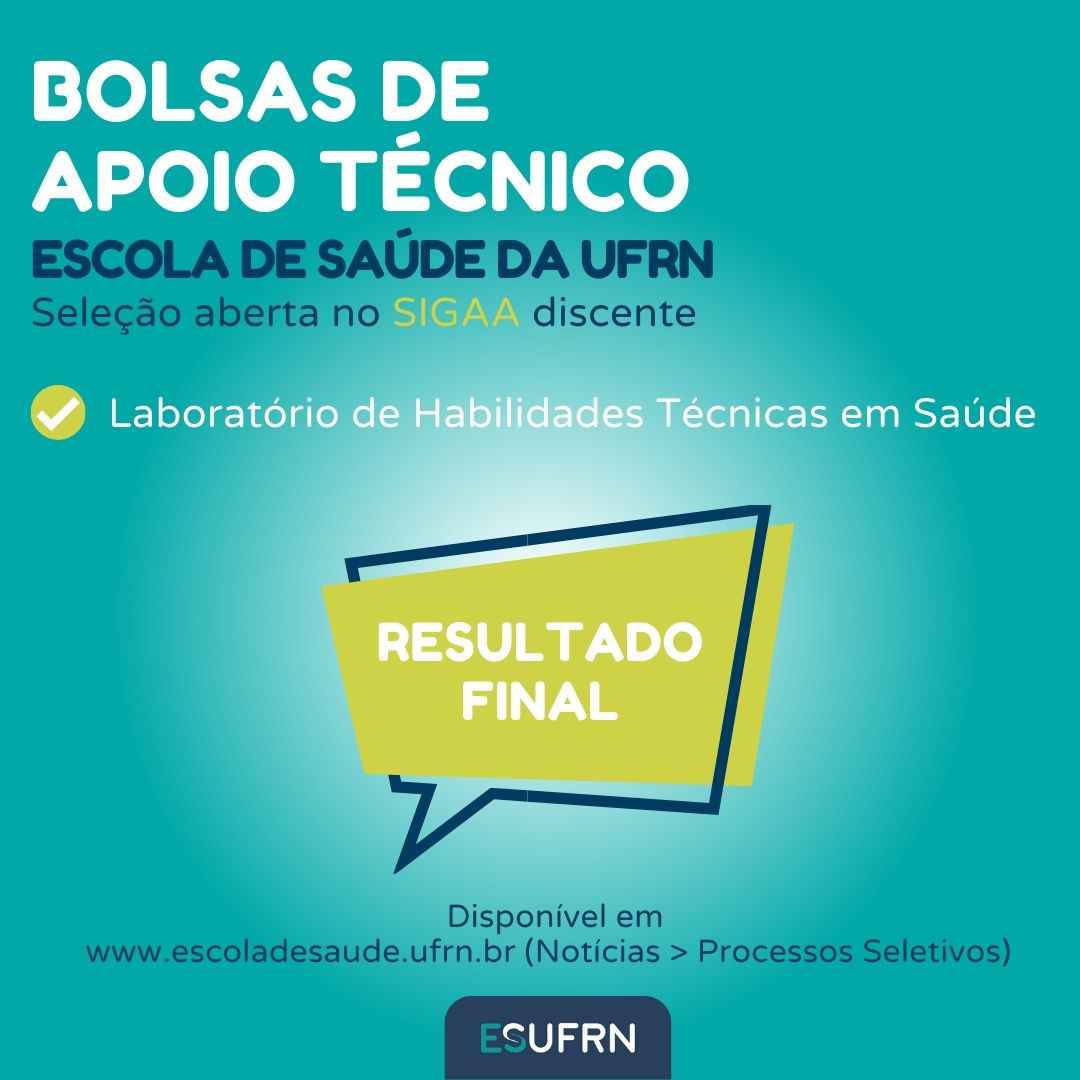 BOLSAS DE
APOIO TÉCNICO
ESCOLA DE SAÚDE DA UFRN
Seleção aberta no SIGAA discente
Laboratório de Habilidades Técnicas em Saúde
RESULTADO
FINAL
Disponível em
www.escoladesaude.ufrn.br (Notícias > Processos Seletivos)
ESUFRN